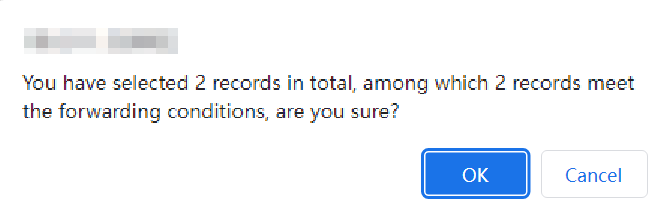 You have selected 2 records in total, among which 2 records meet
the forwarding conditions, are you sure?
OK
Cancel